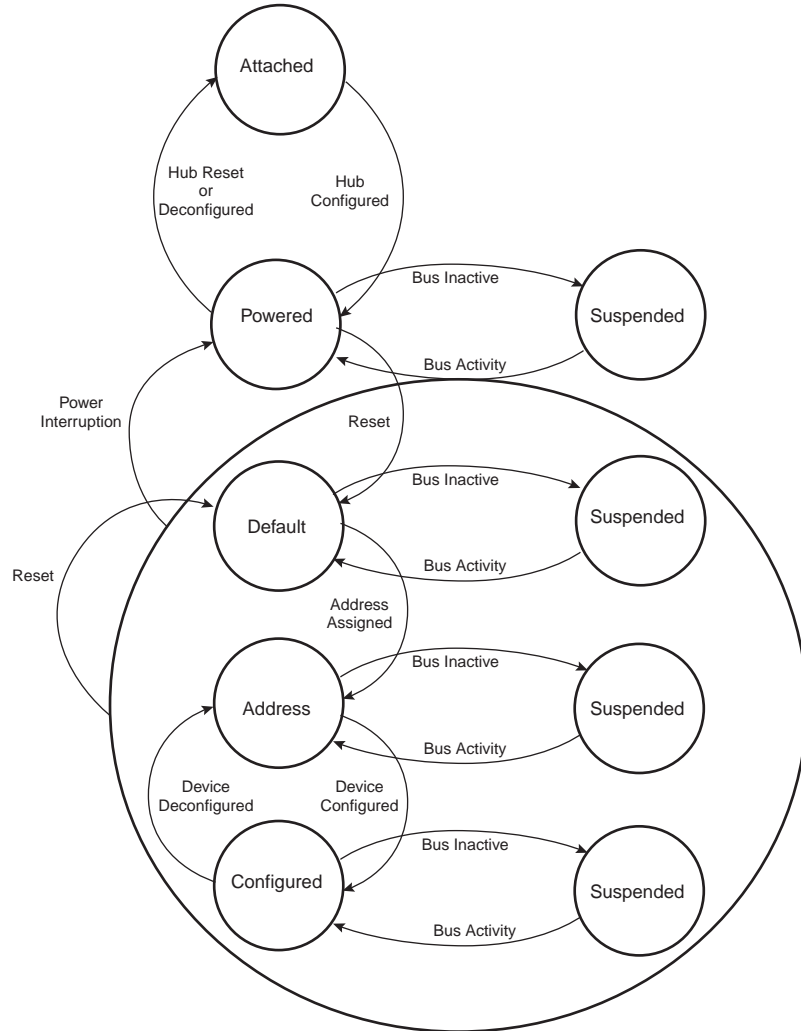 Attached
Hub Reset
or
Deconfigured
Hub
Configured
Bus Inactive
Powered
Suspended
Bus Activity
Power
Interruption
Reset
Bus Inactive
Default
Suspended
Bus Activity
Reset
Address
Assigned
Bus Inactive
Address
Suspended
Bus Activity
Device
Deconfigured
Device
Configured
Bus Inactive
Configured
Suspended
Bus Activity